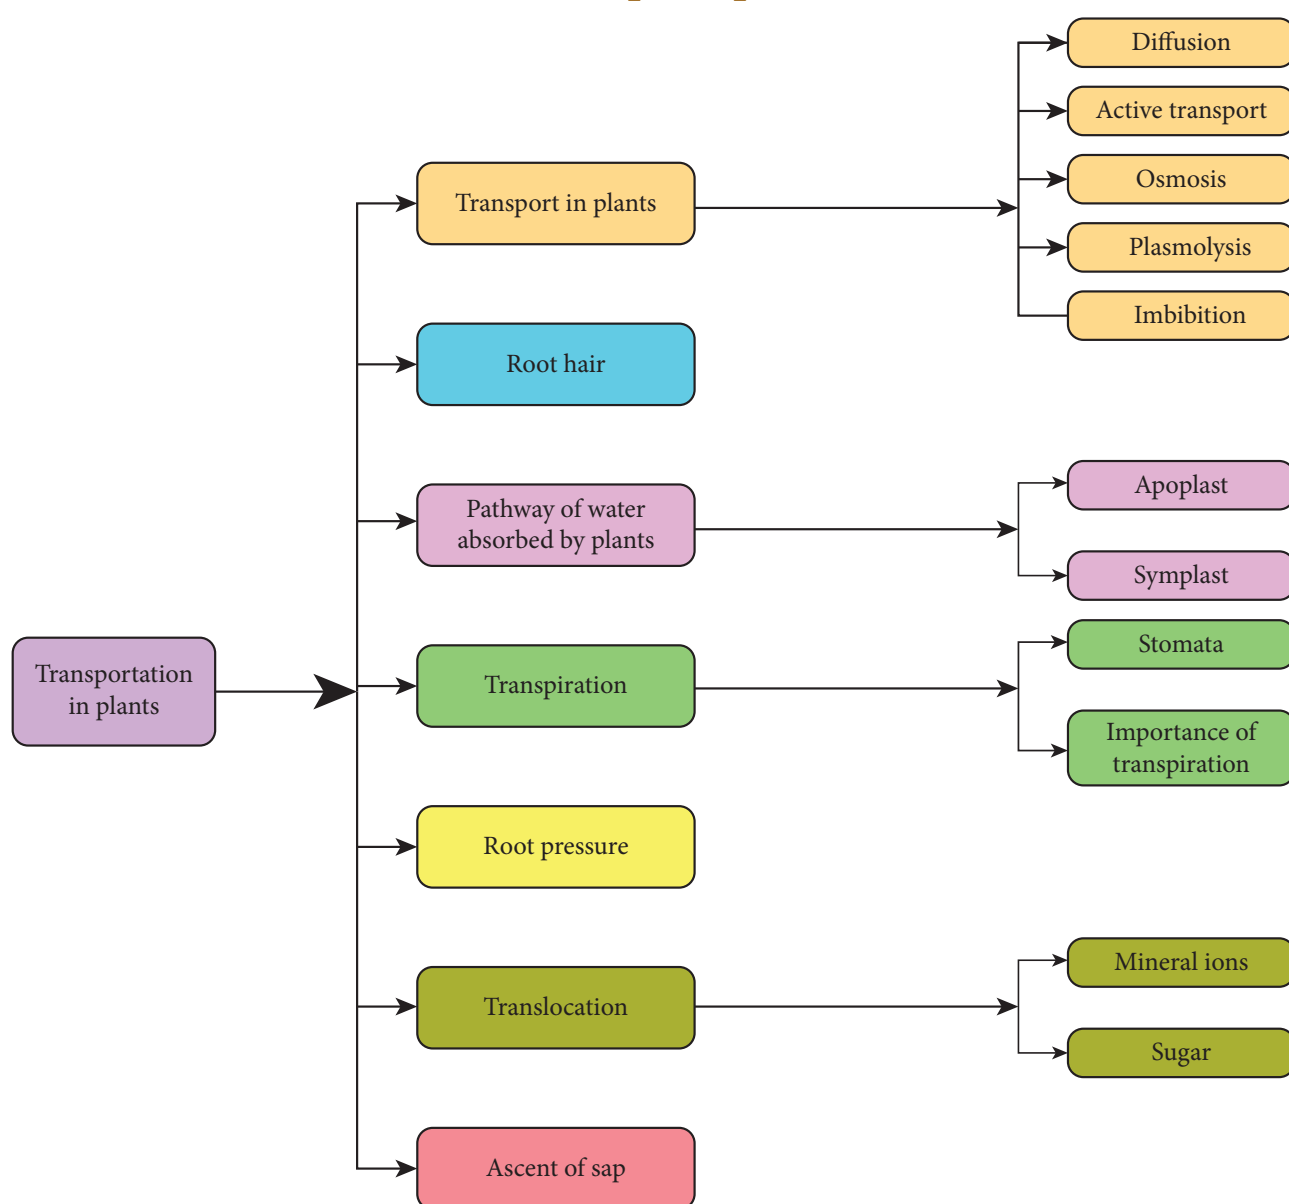 Diffusion
Active transport
Osmosis
Plasmolysis
Imbibition
Transport in plants
Root hair
Pathway of water
absorbed by plants
Apoplast
Symplast
Transportation
in plants
Transpiration
Stomata
Importance of
transpiration
Root pressure
Translocation
Mineral ions
Sugar
Ascent of sap